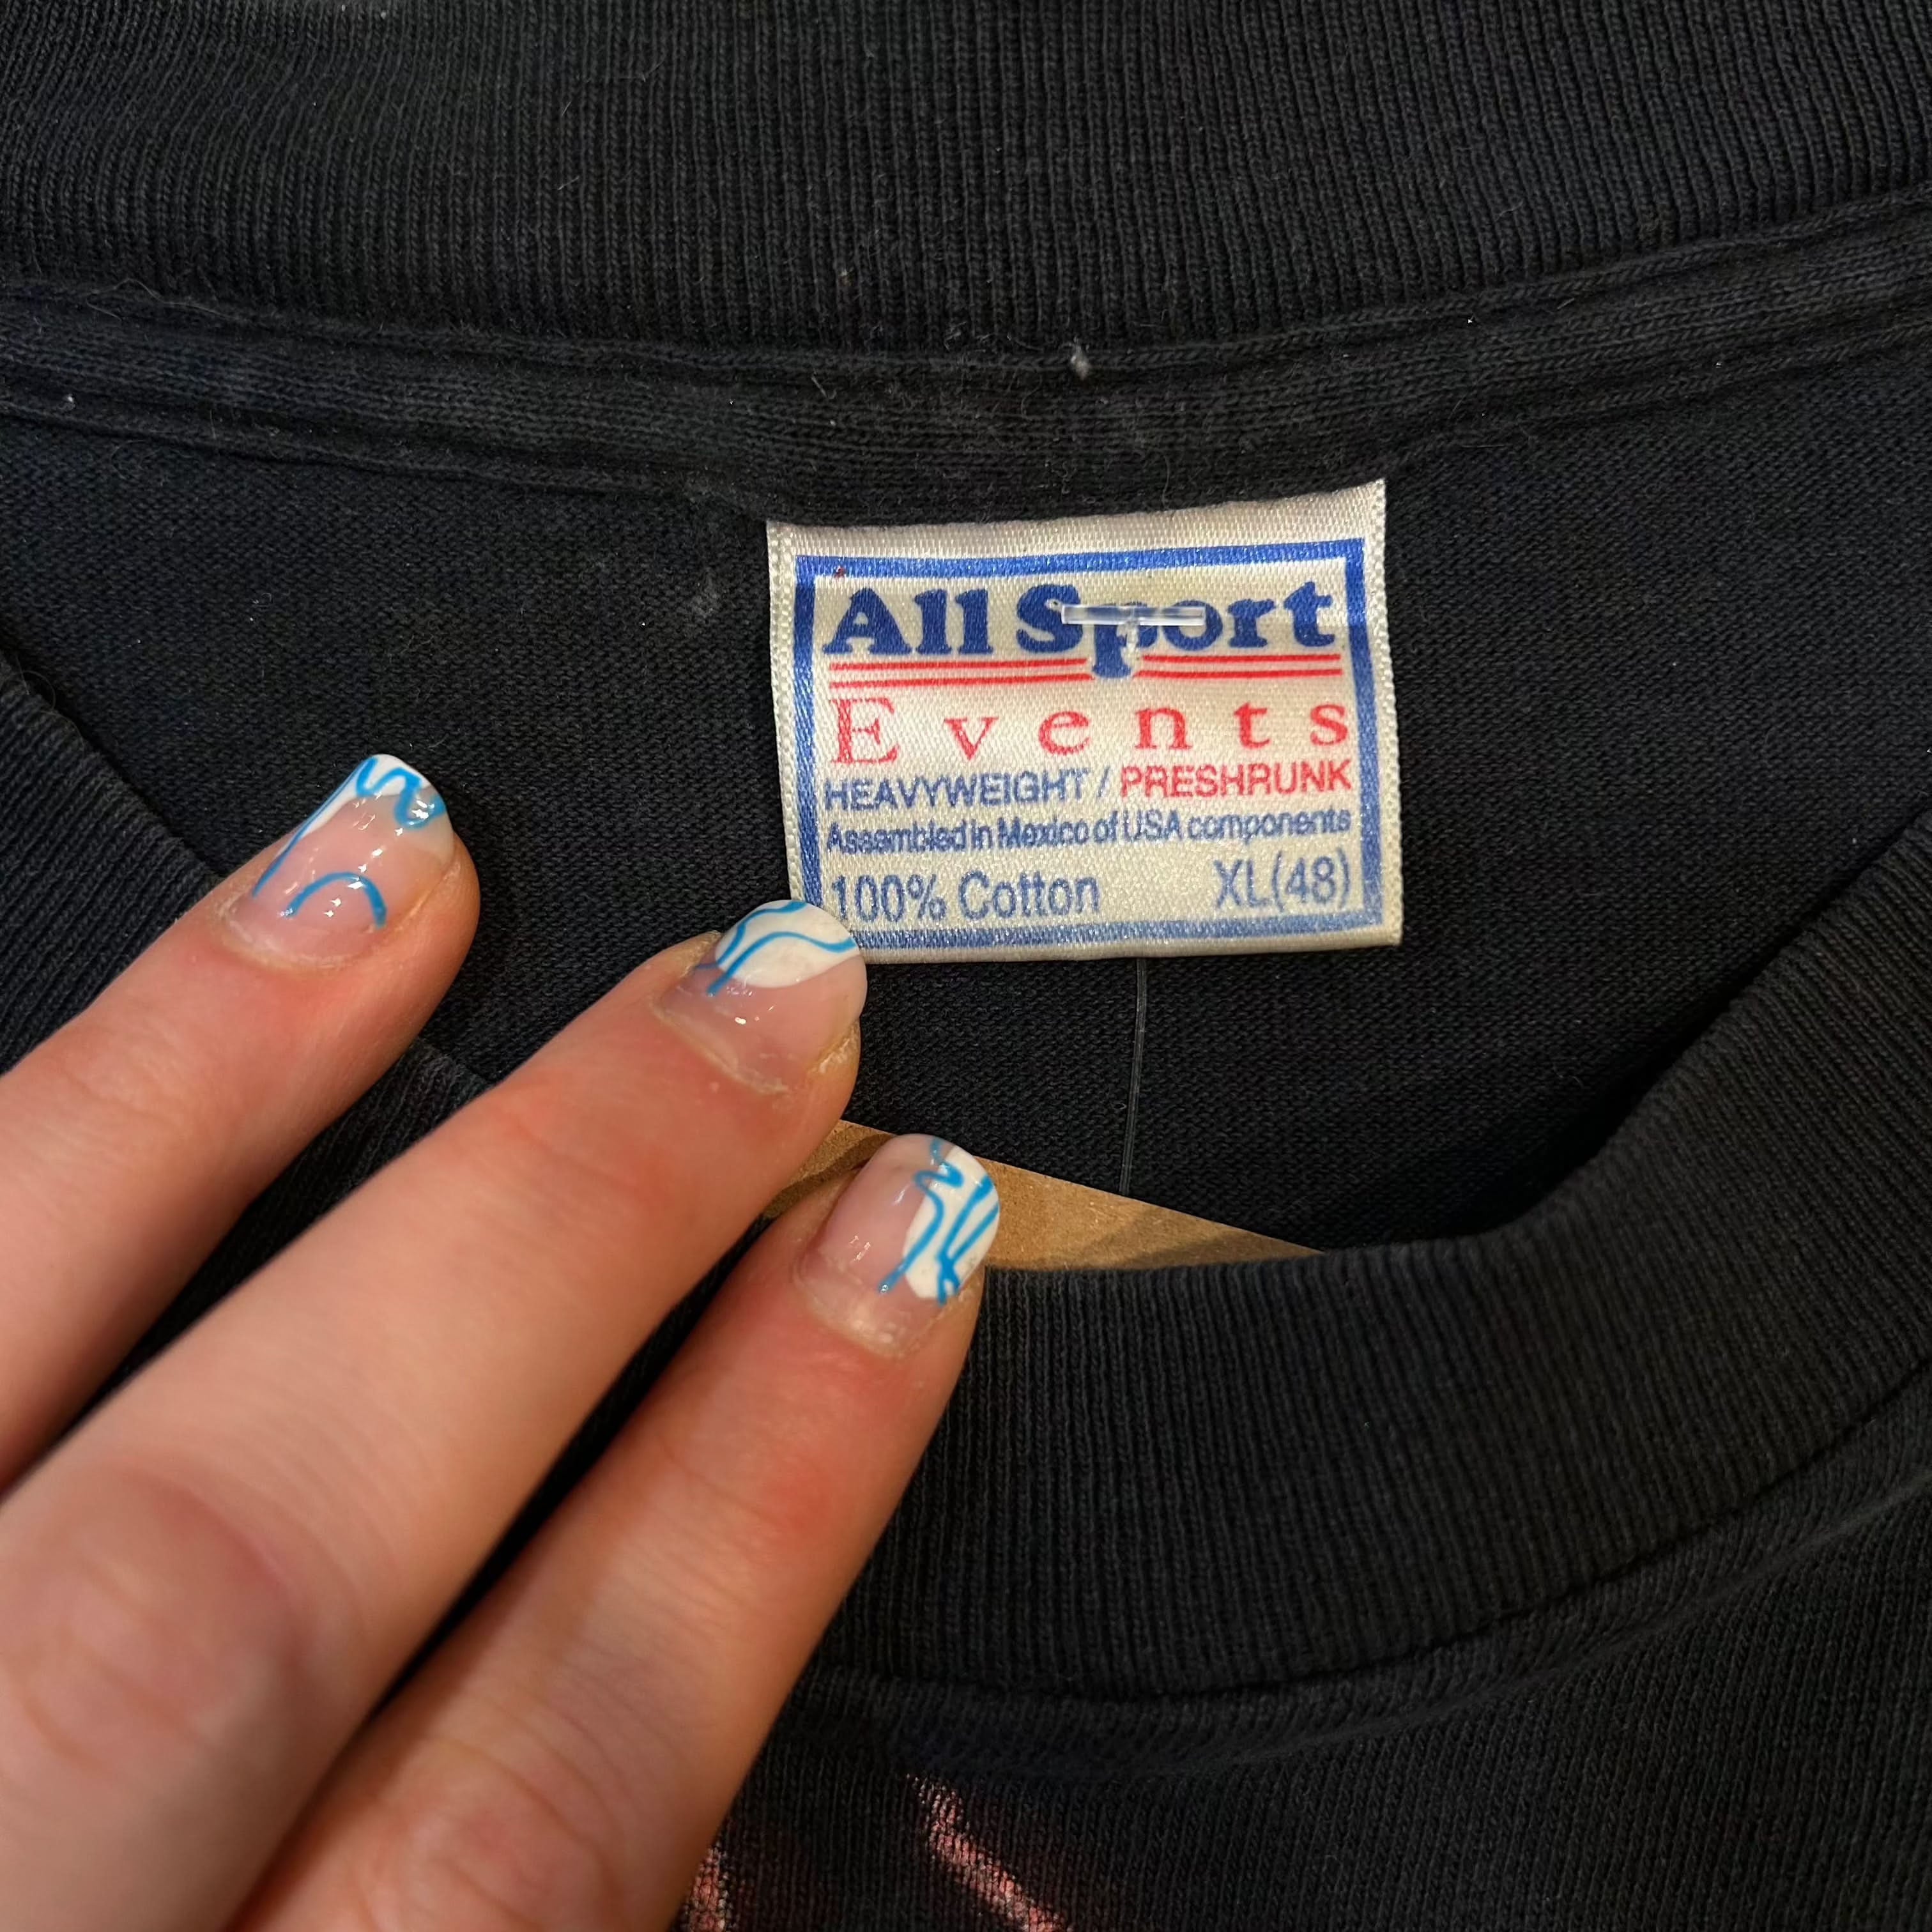 All Sport
Events
HEAVYWEIGHT / PRESHRUNK
Assembled in Mexico of USA components
100% Cotton XL(48)